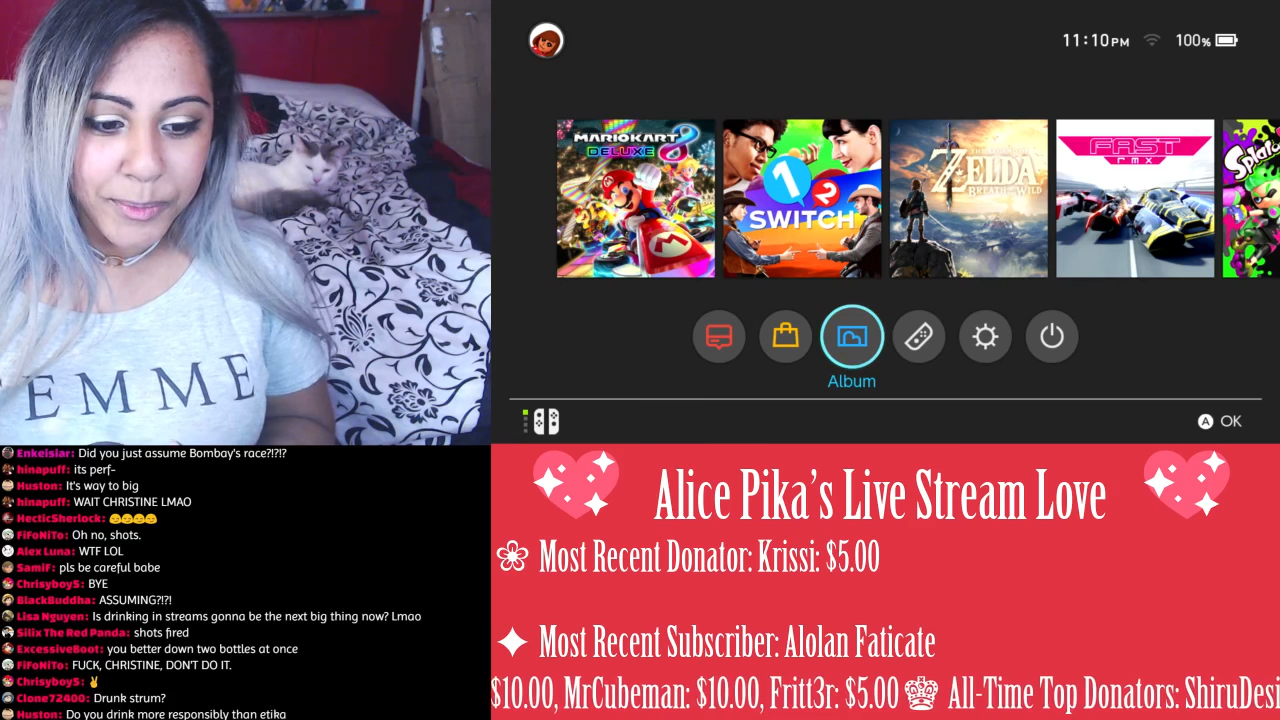 EMME
11:10PM
100%
MARIOKART 8
DELUXE
1 2
SWITCH
THE LEGEND OF
ZELDA
BREATH OF THE WILD
FAST
rmx
Album
A OK
Enkeisiar: Did you just assume Bombay's race?!?!?
hinapuff: its perf-
Huston: It's way to big
hinapuff: WAIT CHRISTINE LMAO
HecticSherlock: 😏😏😏😏
FiFoNiTo: Oh no, shots.
Alex Luna: WTF LOL
SamiF: pls be careful babe
Chrisyboy5: BYE
BlackBuddha: ASSUMING?!?!
Lisa Nguyen: Is drinking in streams gonna be the next big thing now? Lmao
Silix The Red Panda: shots fired
ExcessiveBoot: you better down two bottles at once
FiFoNiTo: FUCK, CHRISTINE, DON'T DO IT.
Chrisyboy5: ✌
Clone72400: Drunk strum?
Huston: Do you drink more responsibly than etika
Alice Pika's Live Stream Love
❀ Most Recent Donator: Krissi: $5.00
✦ Most Recent Subscriber: Alolan Faticate
$10.00, MrCubeman: $10.00, Fritt3r: $5.00 ♚ All-Time Top Donators: ShiruDesi